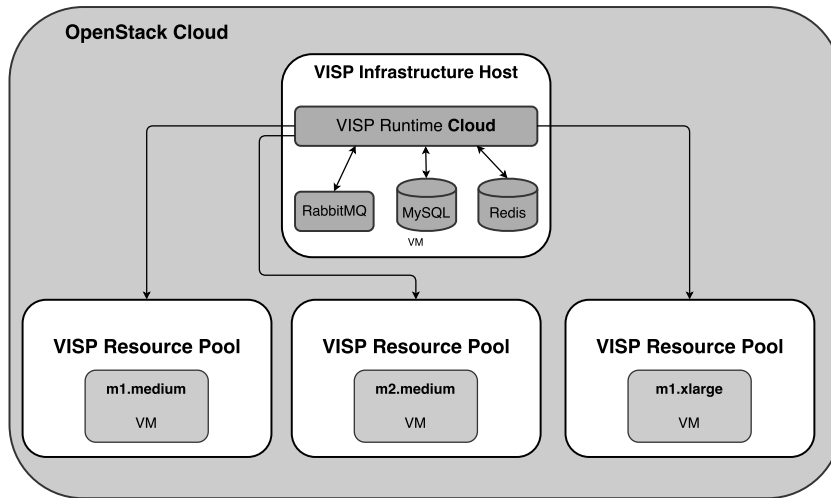 OpenStack Cloud
VISP Infrastructure Host
VISP Runtime Cloud
RabbitMQ
MySQL
Redis
VM
VISP Resource Pool
m1.medium
VM
VISP Resource Pool
m2.medium
VM
VISP Resource Pool
m1.xlarge
VM